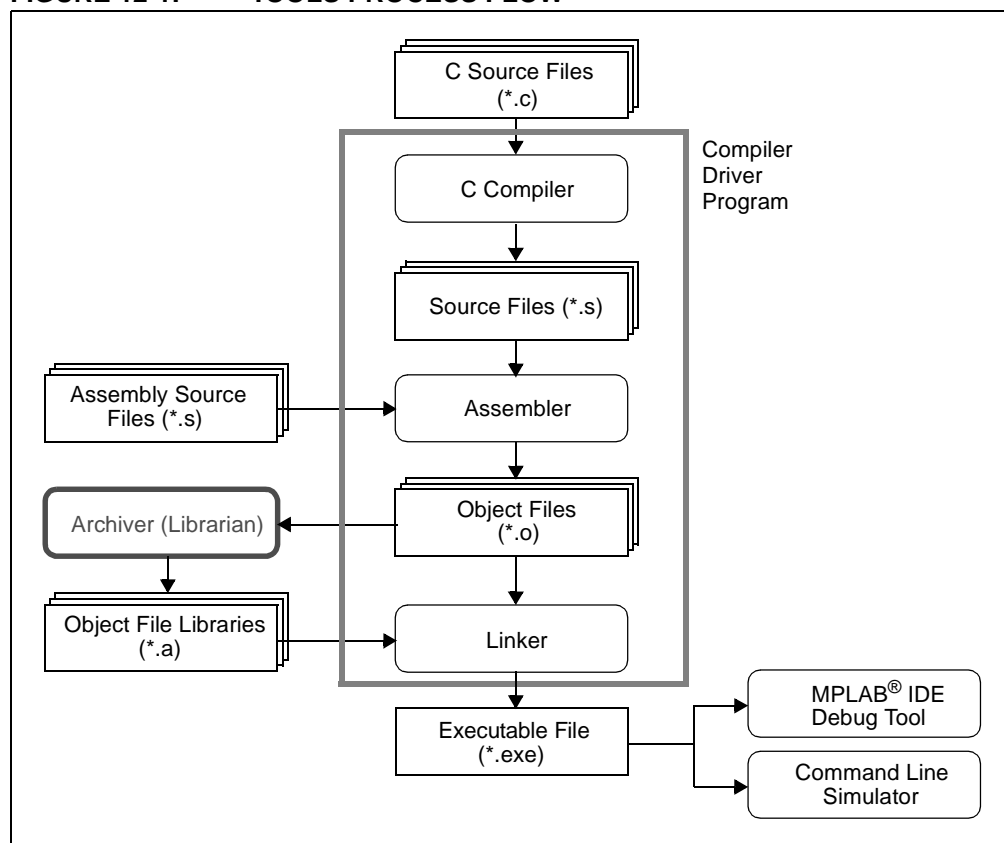 C Source Files
(*.c)
Compiler
Driver
Program
C Compiler
Source Files (*.s)
Assembly Source
Files (*.s)
Assembler
Archiver (Librarian)
Object Files
(*.o)
Object File Libraries
(*.a)
Linker
Executable File
(*.exe)
MPLAB® IDE
Debug Tool
Command Line
Simulator